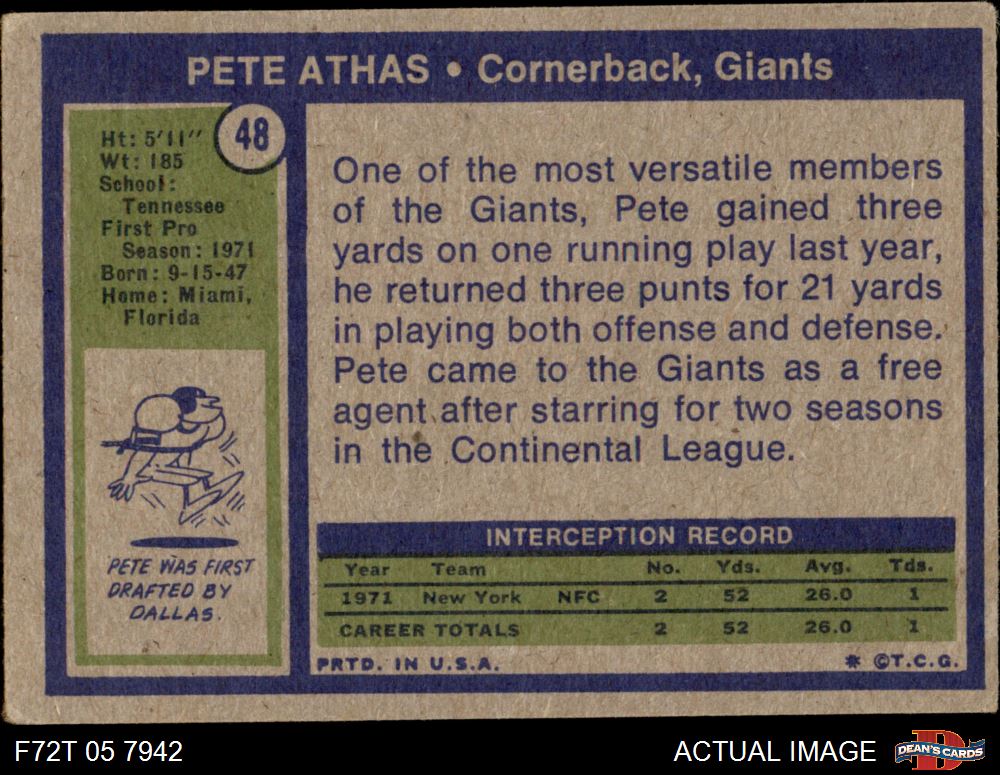 PETE ATHAS • Cornerback, Giants
48
Ht: 5'11"
Wt: 185
School:
Tennessee
First Pro
Season: 1971
Born: 9-15-47
Home: Miami,
Florida
PETE WAS FIRST
DRAFTED BY
DALLAS.
One of the most versatile members
of the Giants, Pete gained three
yards on one running play last year,
he returned three punts for 21 yards
in playing both offense and defense.
Pete came to the Giants as a free
agent after starring for two seasons
in the Continental League.
INTERCEPTION RECORD
Year Team No. Yds. Avg. Tds.
1971 New York NFC 2 52 26.0 1
CAREER TOTALS 2 52 26.0 1
PRTD. IN U.S.A. * ©T.C.G.
F72T 05 7942 ACTUAL IMAGE D DEAN'S CARDS